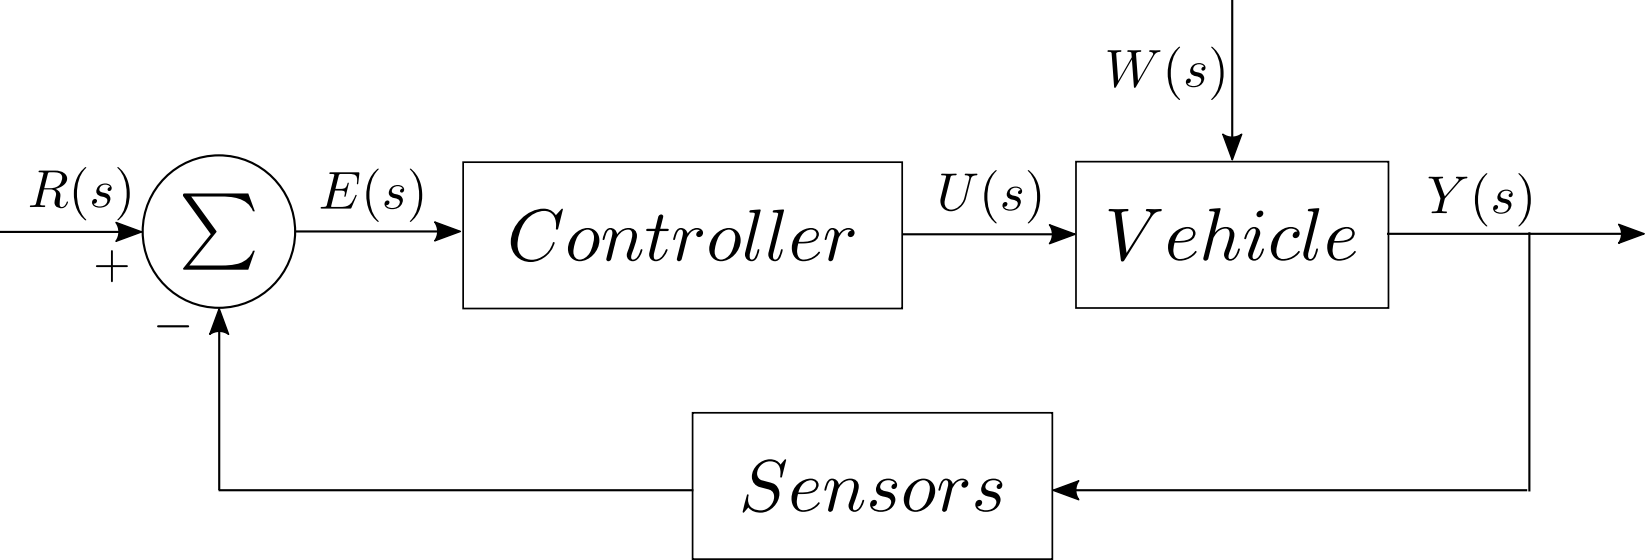 W(s)
R(s)
E(s)
U(s)
Y(s)
∑
Controller
Vehicle
+
−
Sensors